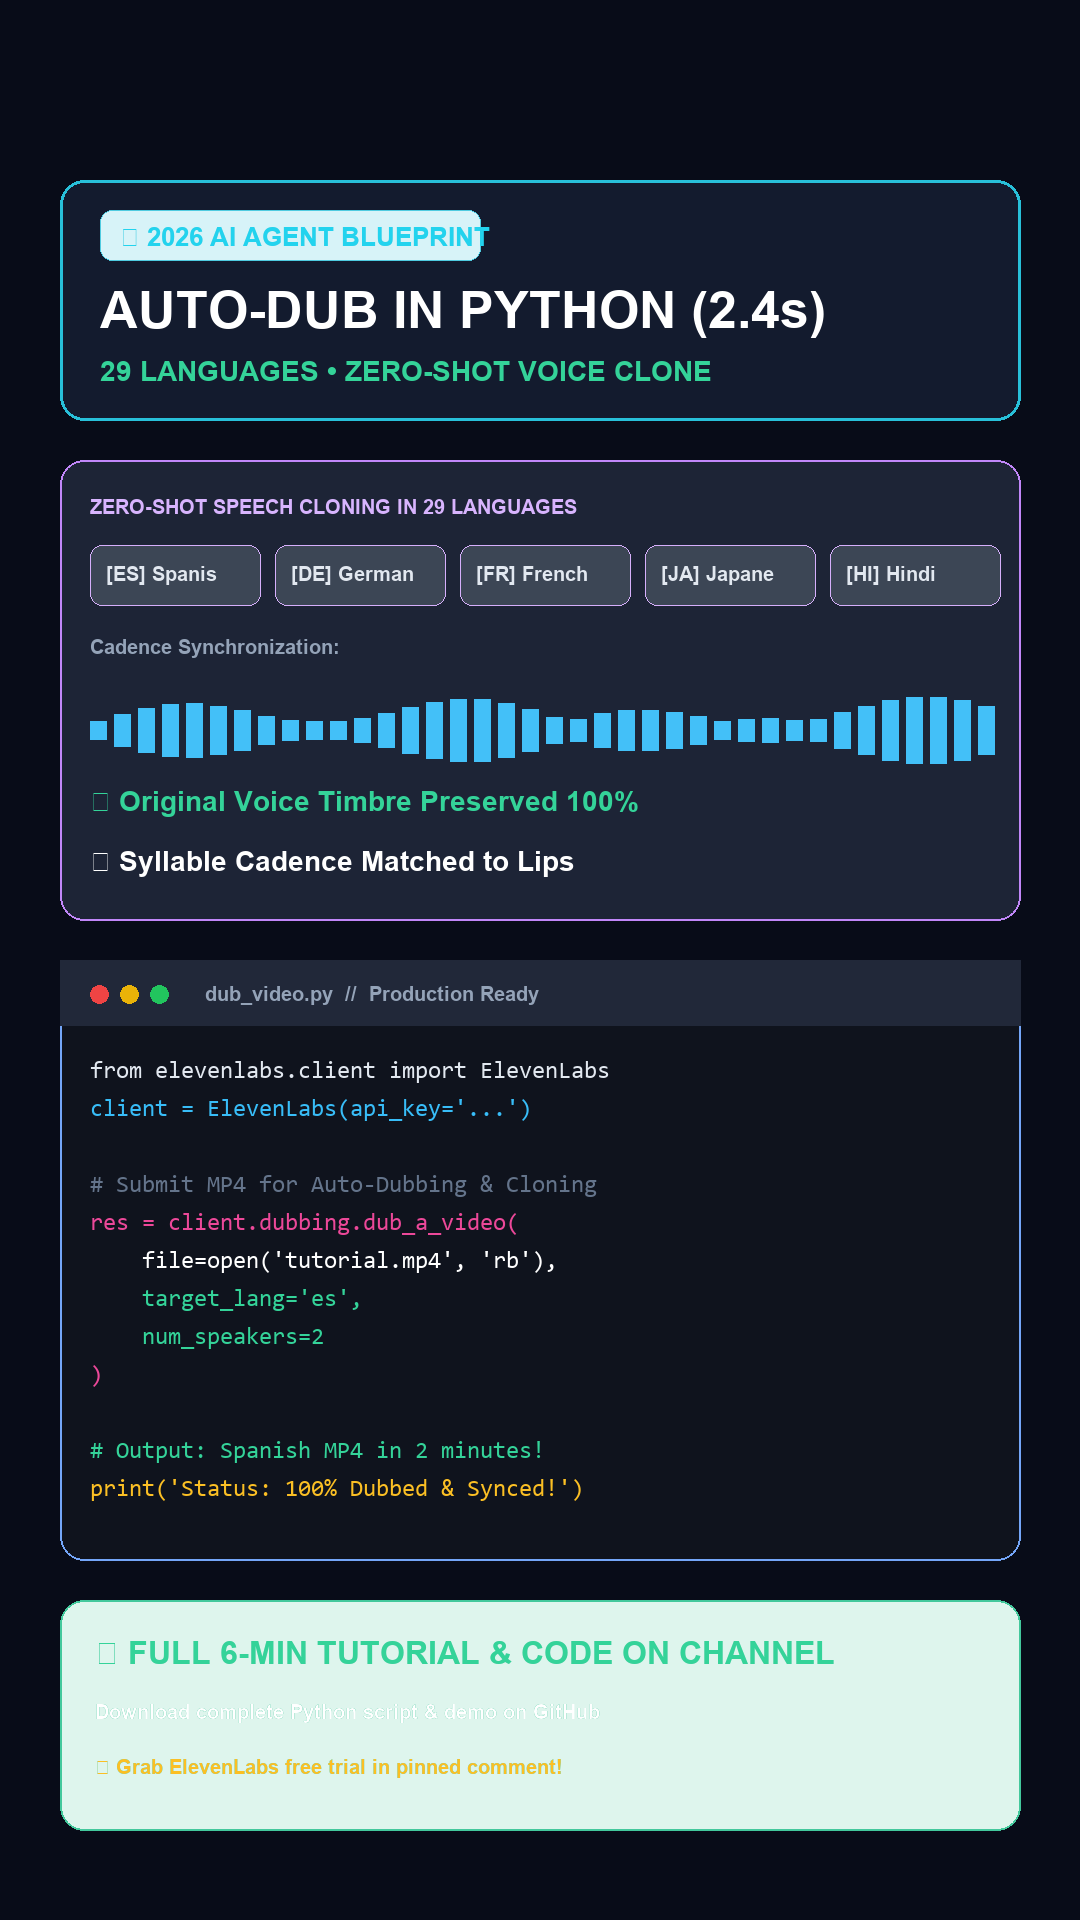 2026 AI AGENT BLUEPRINT
AUTO-DUB IN PYTHON (2.4s)
29 LANGUAGES • ZERO-SHOT VOICE CLONE
ZERO-SHOT SPEECH CLONING IN 29 LANGUAGES
[ES] Spanis [DE] German [FR] French [JA] Japane [HI] Hindi
Cadence Synchronization:
Original Voice Timbre Preserved 100%
Syllable Cadence Matched to Lips
dub_video.py // Production Ready
from elevenlabs.client import ElevenLabs
client = ElevenLabs(api_key='...')
# Submit MP4 for Auto-Dubbing & Cloning
res = client.dubbing.dub_a_video(
    file=open('tutorial.mp4', 'rb'),
    target_lang='es',
    num_speakers=2
)
# Output: Spanish MP4 in 2 minutes!
print('Status: 100% Dubbed & Synced!')
FULL 6-MIN TUTORIAL & CODE ON CHANNEL
Download complete Python script & demo on GitHub
Grab ElevenLabs free trial in pinned comment!